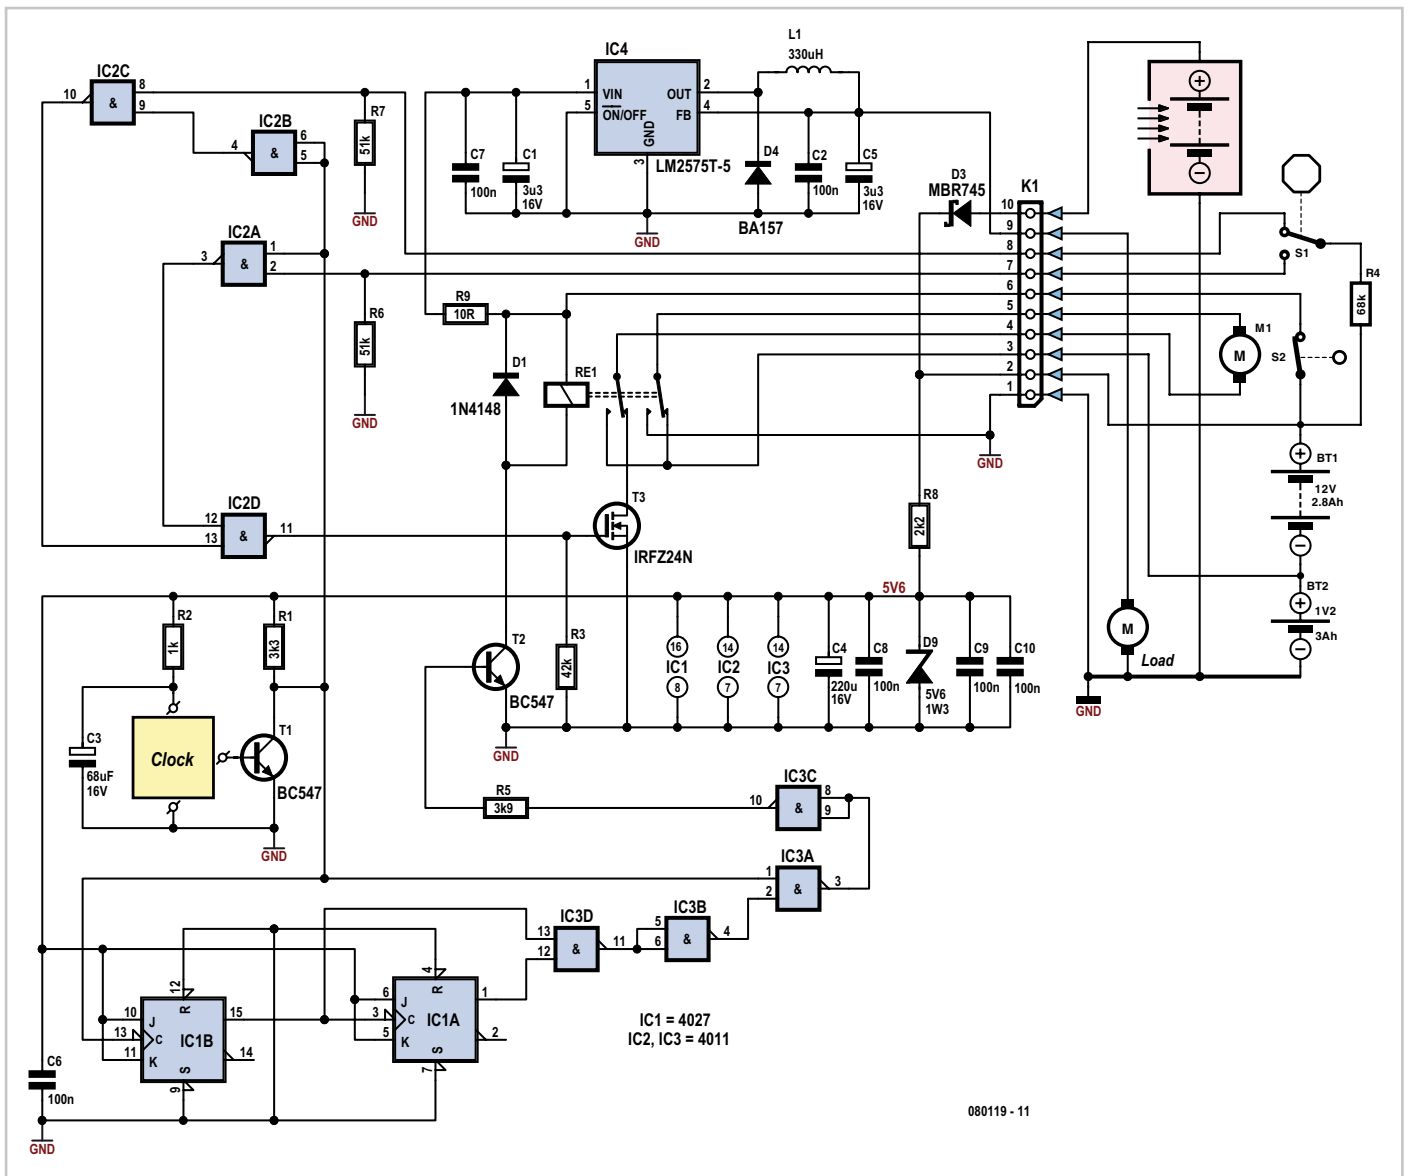 L1
330uH
IC4
1
VIN
OUT
2
5
ON/OFF
FB
4
GND
3
LM2575T-5
C7
100n
C1
3u3
16V
D4
BA157
C2
100n
C5
3u3
16V
GND
IC2C
10
&
8
9
IC2B
4
&
6
5
R7
51k
GND
IC2A
3
&
1
2
R6
51k
GND
D3
MBR745
K1
10
9
8
7
6
5
4
3
2
1
S1
R4
68k
R9
10R
D1
1N4148
RE1
M1
M
S2
GND
BT1
12V
2.8Ah
BT2
1V2
3Ah
M
Load
GND
IC2D
12
13
&
11
T3
IRFZ24N
R8
2k2
5V6
R2
1k
R1
3k3
T2
BC547
R3
42k
16
IC1
8
14
IC2
7
14
IC3
7
C4
220u
16V
C8
100n
D9
5V6
1W3
C9
100n
C10
100n
GND
C3
68uF
16V
Clock
T1
BC547
GND
R5
3k9
IC3C
10
&
8
9
IC3A
1
2
&
3
IC3D
13
12
&
11
IC3B
5
6
&
4
12
R
10
J
15
13
C
IC1B
11
K
14
S
9
4
R
6
J
1
3
C
IC1A
5
K
2
S
7
C6
100n
GND
IC1 = 4027
IC2, IC3 = 4011
080119 - 11